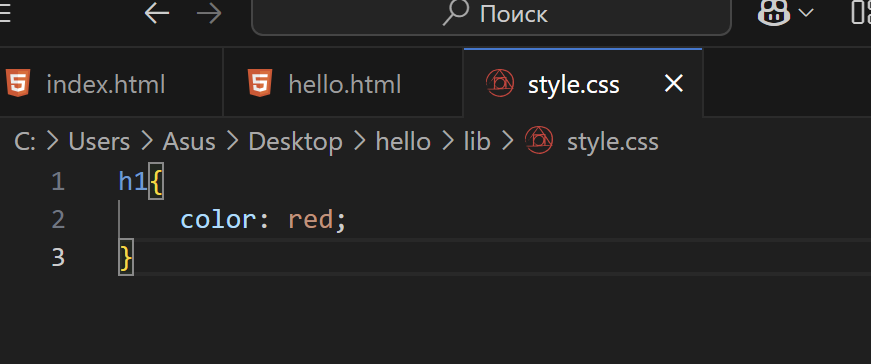 Поиск
index.html hello.html style.css
C: > Users > Asus > Desktop > hello > lib > style.css
1 h1{
2 color: red;
3 }